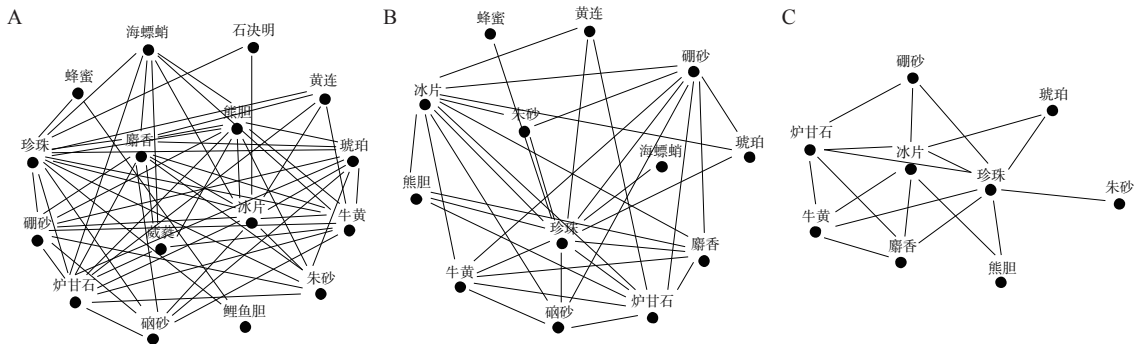 A
海螵蛸
石决明
蜂蜜
黄连
熊胆
珍珠
麝香
琥珀
硼砂
冰片
牛黄
葳蕤
炉甘石
朱砂
硇砂
鲤鱼胆
B
蜂蜜
黄连
硼砂
冰片
朱砂
海螵蛸
琥珀
熊胆
珍珠
麝香
牛黄
炉甘石
硇砂
C
硼砂
琥珀
炉甘石
冰片
珍珠
朱砂
牛黄
麝香
熊胆